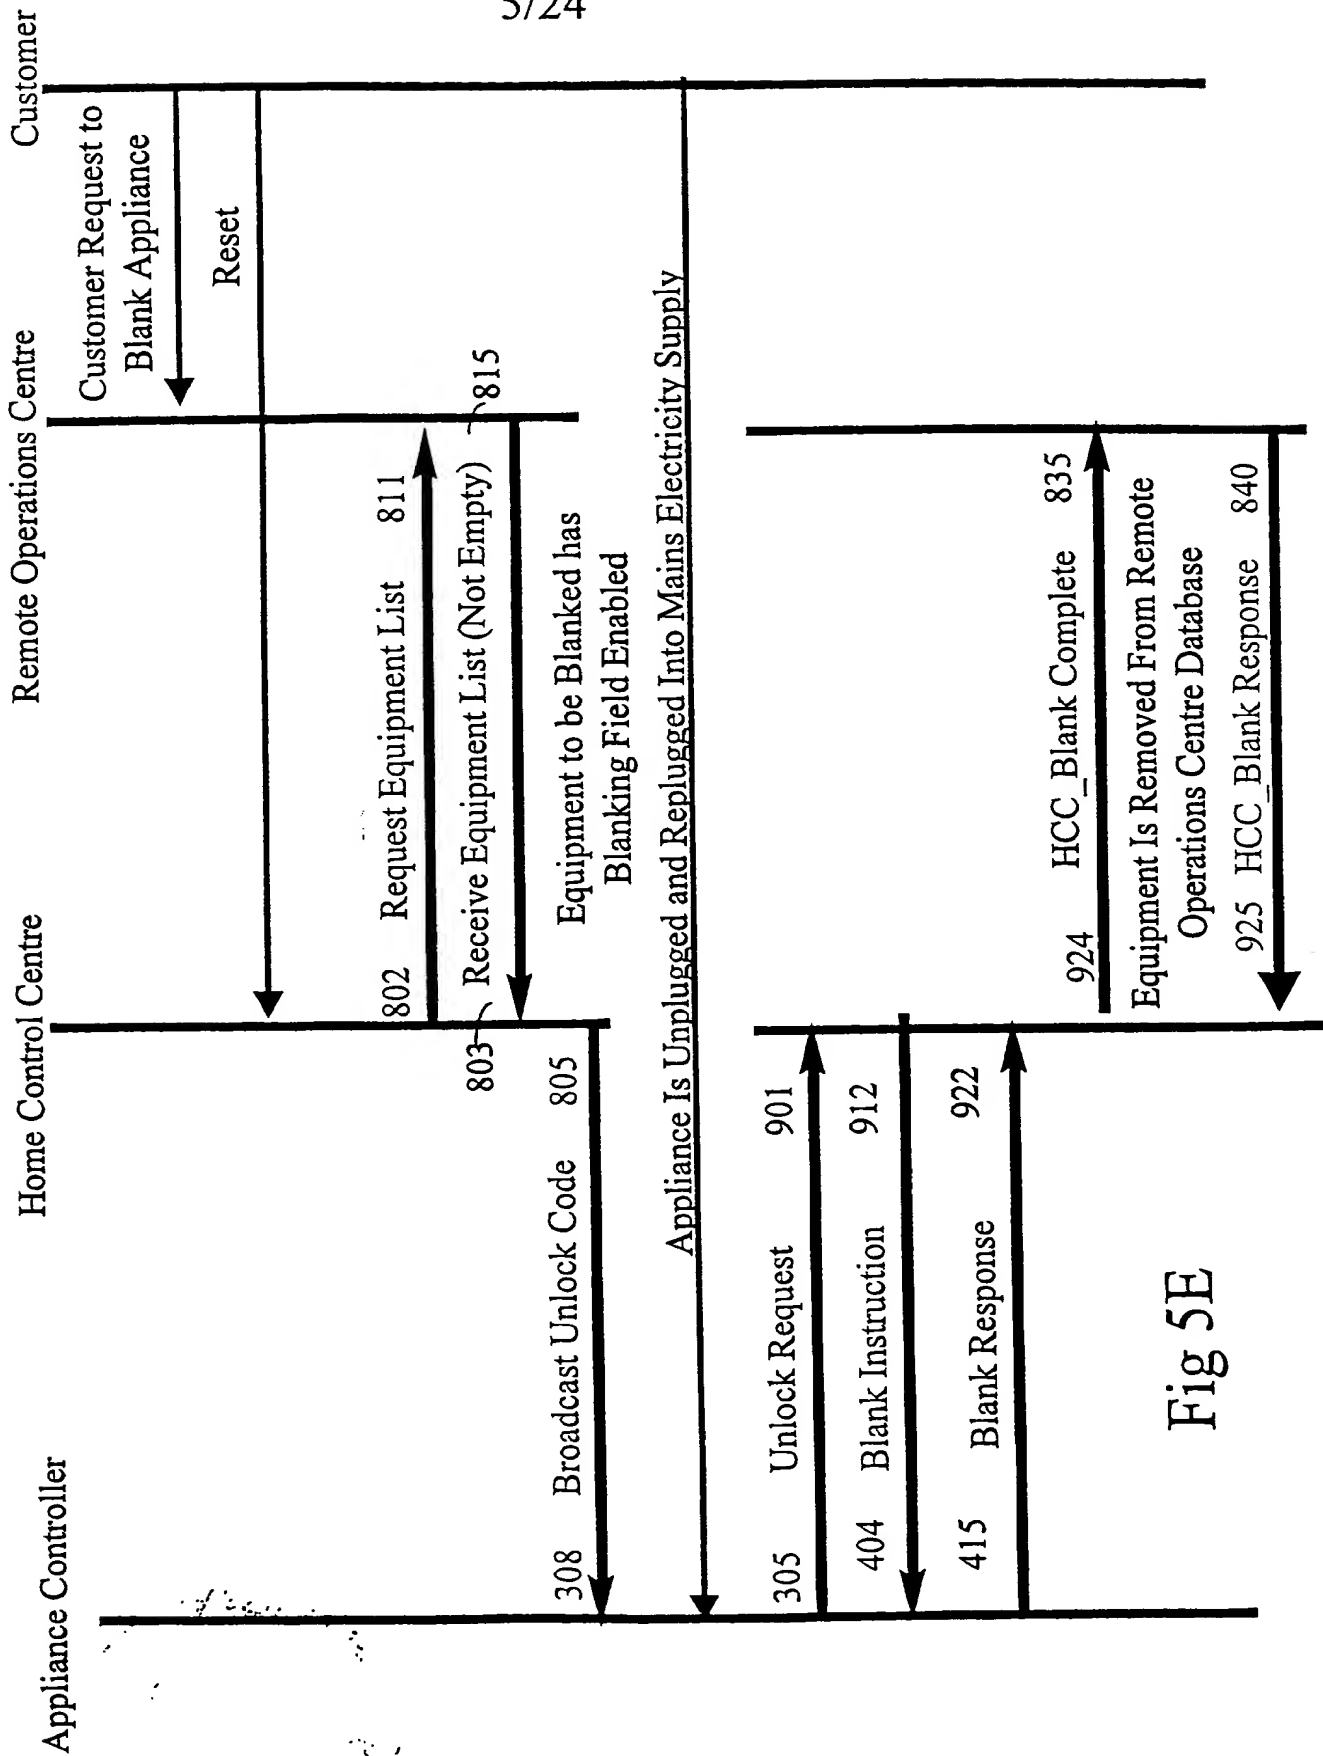 5/24
Appliance Controller
Home Control Centre
Remote Operations Centre
Customer
Customer Request to
Blank Appliance
Reset
802 Request Equipment List 811
803 Receive Equipment List (Not Empty) 815
Equipment to be Blanked has
Blanking Field Enabled
308 Broadcast Unlock Code 805
Appliance Is Unplugged and Replugged Into Mains Electricity Supply
305 Unlock Request 901
404 Blank Instruction 912
415 Blank Response 922
924 HCC_Blank Complete 835
Equipment Is Removed From Remote
Operations Centre Database
925 HCC_Blank Response 840
Fig 5E